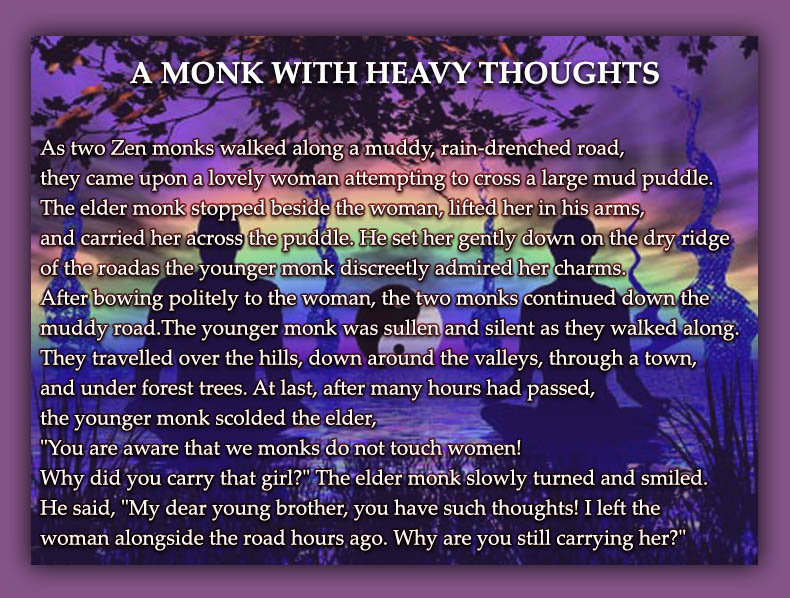 A MONK WITH HEAVY THOUGHTS
As two Zen monks walked along a muddy, rain-drenched road,
they came upon a lovely woman attempting to cross a large mud puddle.
The elder monk stopped beside the woman, lifted her in his arms,
and carried her across the puddle. He set her gently down on the dry ridge
of the roadas the younger monk discreetly admired her charms.
After bowing politely to the woman, the two monks continued down the
muddy road.The younger monk was sullen and silent as they walked along.
They travelled over the hills, down around the valleys, through a town,
and under forest trees. At last, after many hours had passed,
the younger monk scolded the elder,
"You are aware that we monks do not touch women!
Why did you carry that girl?" The elder monk slowly turned and smiled.
He said, "My dear young brother, you have such thoughts! I left the
woman alongside the road hours ago. Why are you still carrying her?"